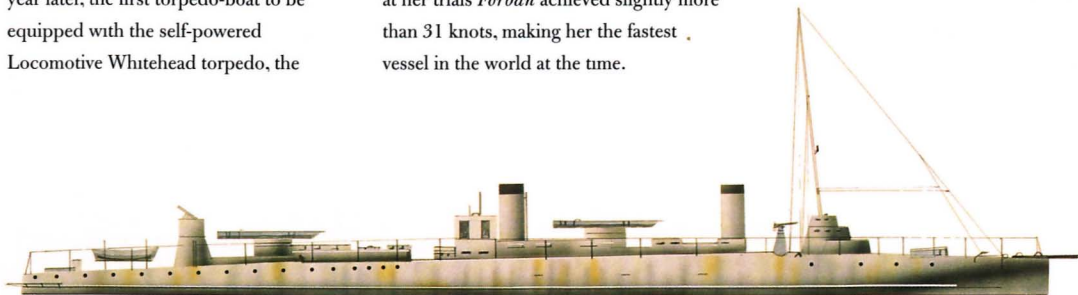 year later, the first torpedo-boat to be
equipped with the self-powered
Locomotive Whitehead torpedo, the
at her trials Forban achieved slightly more
than 31 knots, making her the fastest
vessel in the world at the time.